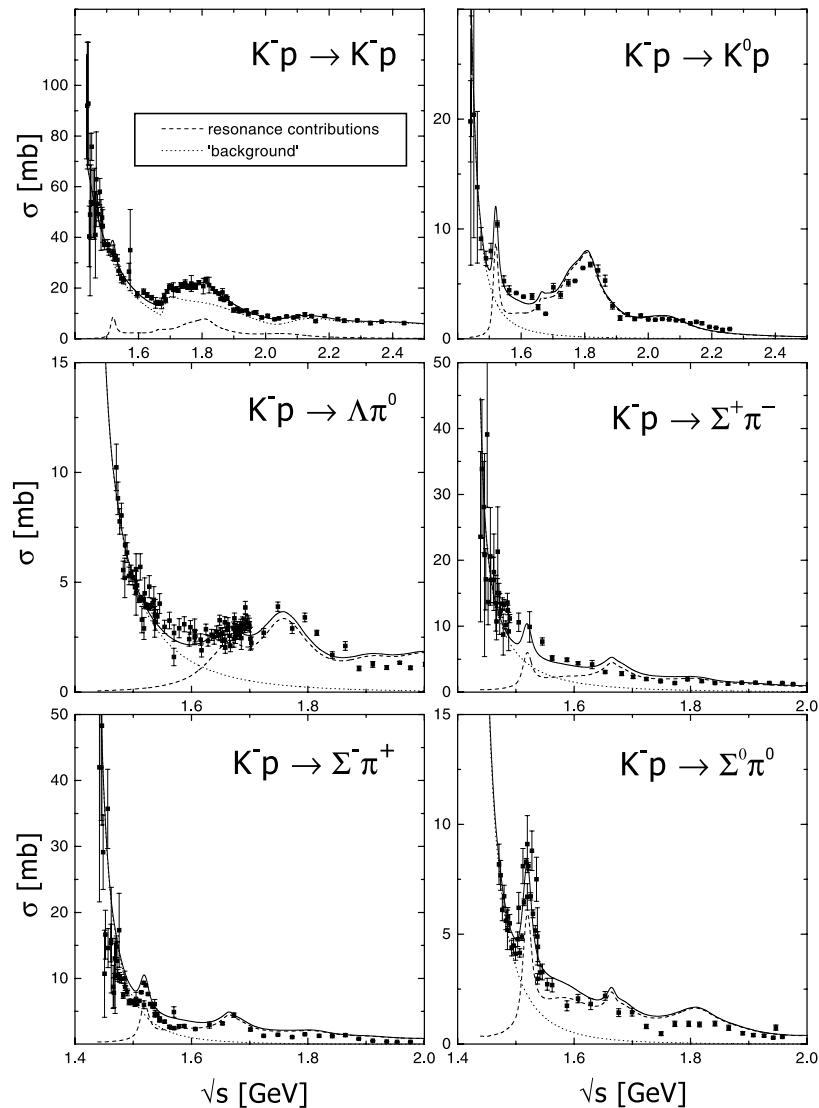 K⁻p → K⁻p
K⁻p → K⁰p
resonance contributions
'background'
σ [mb]
120
100
80
60
40
20
0
20
10
0
1.6 1.8 2.0 2.2 2.4
1.6 1.8 2.0 2.2 2.4
K⁻p → Λπ⁰
K⁻p → Σ⁺π⁻
σ [mb]
15
10
5
0
50
40
30
20
10
0
1.6 1.8 2.0
1.6 1.8 2.0
K⁻p → Σ⁻π⁺
K⁻p → Σ⁰π⁰
σ [mb]
50
40
30
20
10
0
15
10
5
0
1.4 1.6 1.8 2.0
1.4 1.6 1.8 2.0
√s [GeV]
√s [GeV]